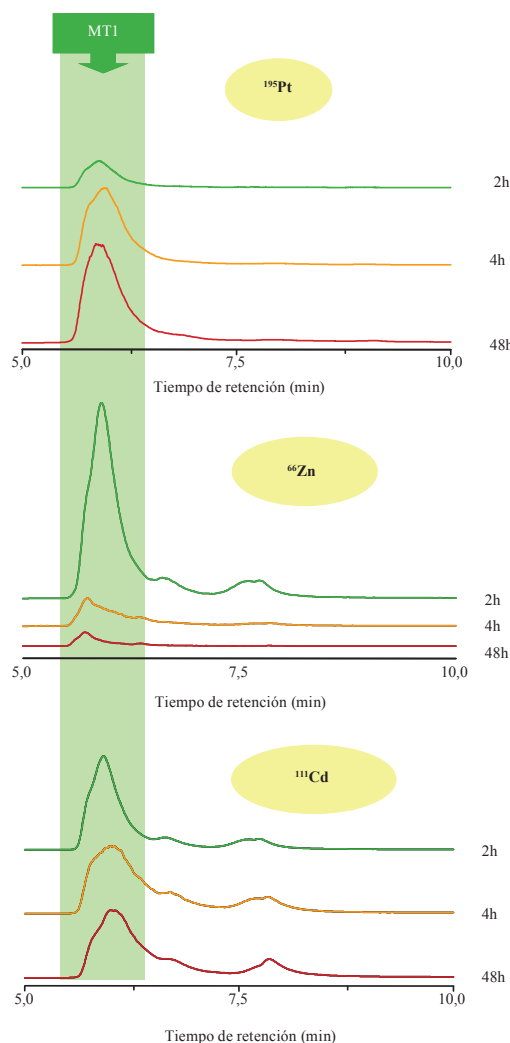 MT1
¹⁹⁵Pt
2h
4h
48h
5,0 7,5 10,0
Tiempo de retención (min)
⁶⁶Zn
2h
4h
48h
5,0 7,5 10,0
Tiempo de retención (min)
¹¹¹Cd
2h
4h
48h
5,0 7,5 10,0
Tiempo de retención (min)